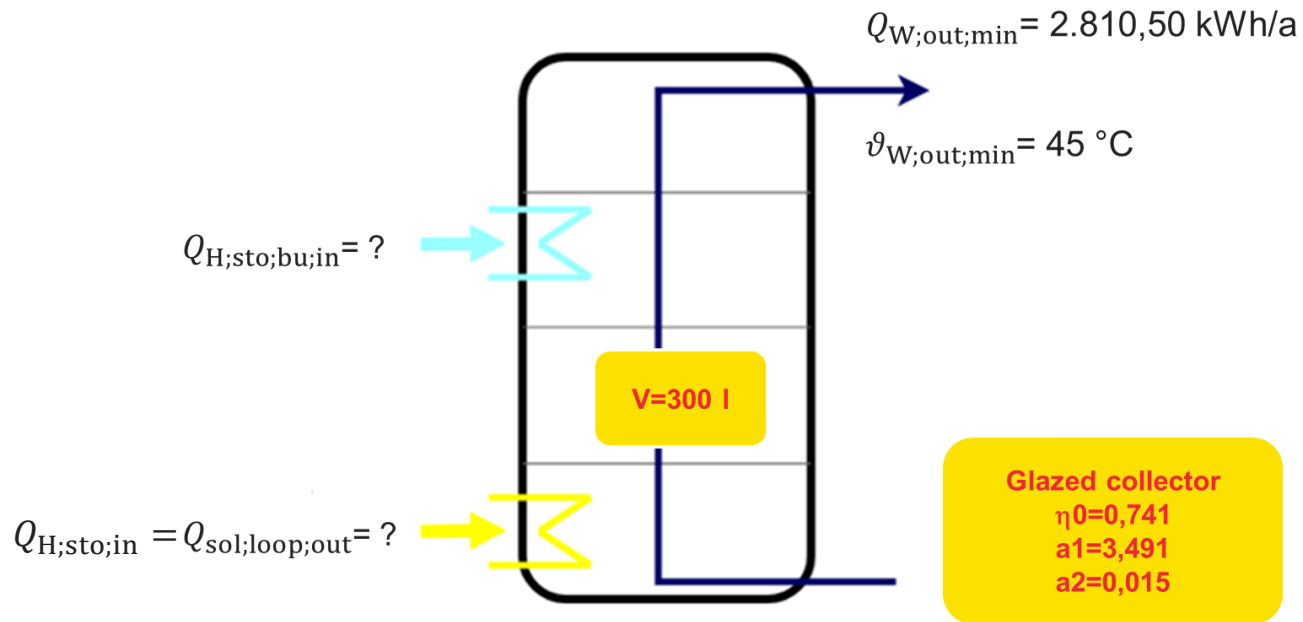 Q_W;out;min= 2.810,50 kWh/a
ϑ_W;out;min= 45 °C
Q_H;sto;bu;in= ?
V=300 l
Q_H;sto;in = Q_sol;loop;out= ?
Glazed collector
η0=0,741
a1=3,491
a2=0,015